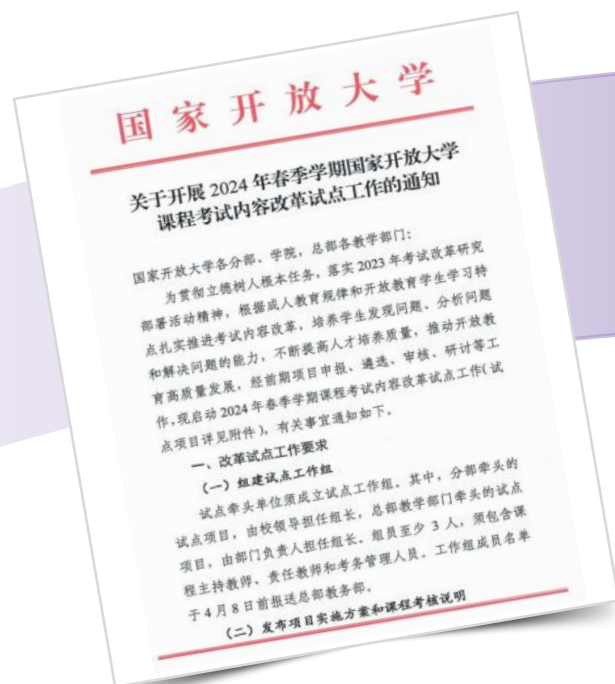 国家开放大学
关于开展 2024 年春季学期国家开放大学
课程考试内容改革试点工作的通知
国家开放大学各分部、学院,总部各教学部门:
为贯彻立德树人根本任务,落实 2023 年考试改革研究
部署活动精神,根据成人教育规律和开放教育学生学习特
点扎实推进考试内容改革,培养学生发现问题、分析问题
和解决问题的能力,不断提高人才培养质量,推动开放教
育高质量发展,经前期项目申报、遴选、审核、研讨等工
作,现启动 2024 年春季学期课程考试内容改革试点工作(试
点项目详见附件),有关事宜通知如下。
一、改革试点工作要求
(一)组建试点工作组
试点牵头单位须成立试点工作组。其中,分部牵头的
试点项目,由校领导担任组长,总部教学部门牵头的试点
项目,由部门负责人担任组长。组员至少 3 人,须包含课
程主持教师、责任教师和考务管理人员。工作组成员名单
于 4 月 8 日前报送总部教务部。
(二)发布项目实施方案和课程考核说明